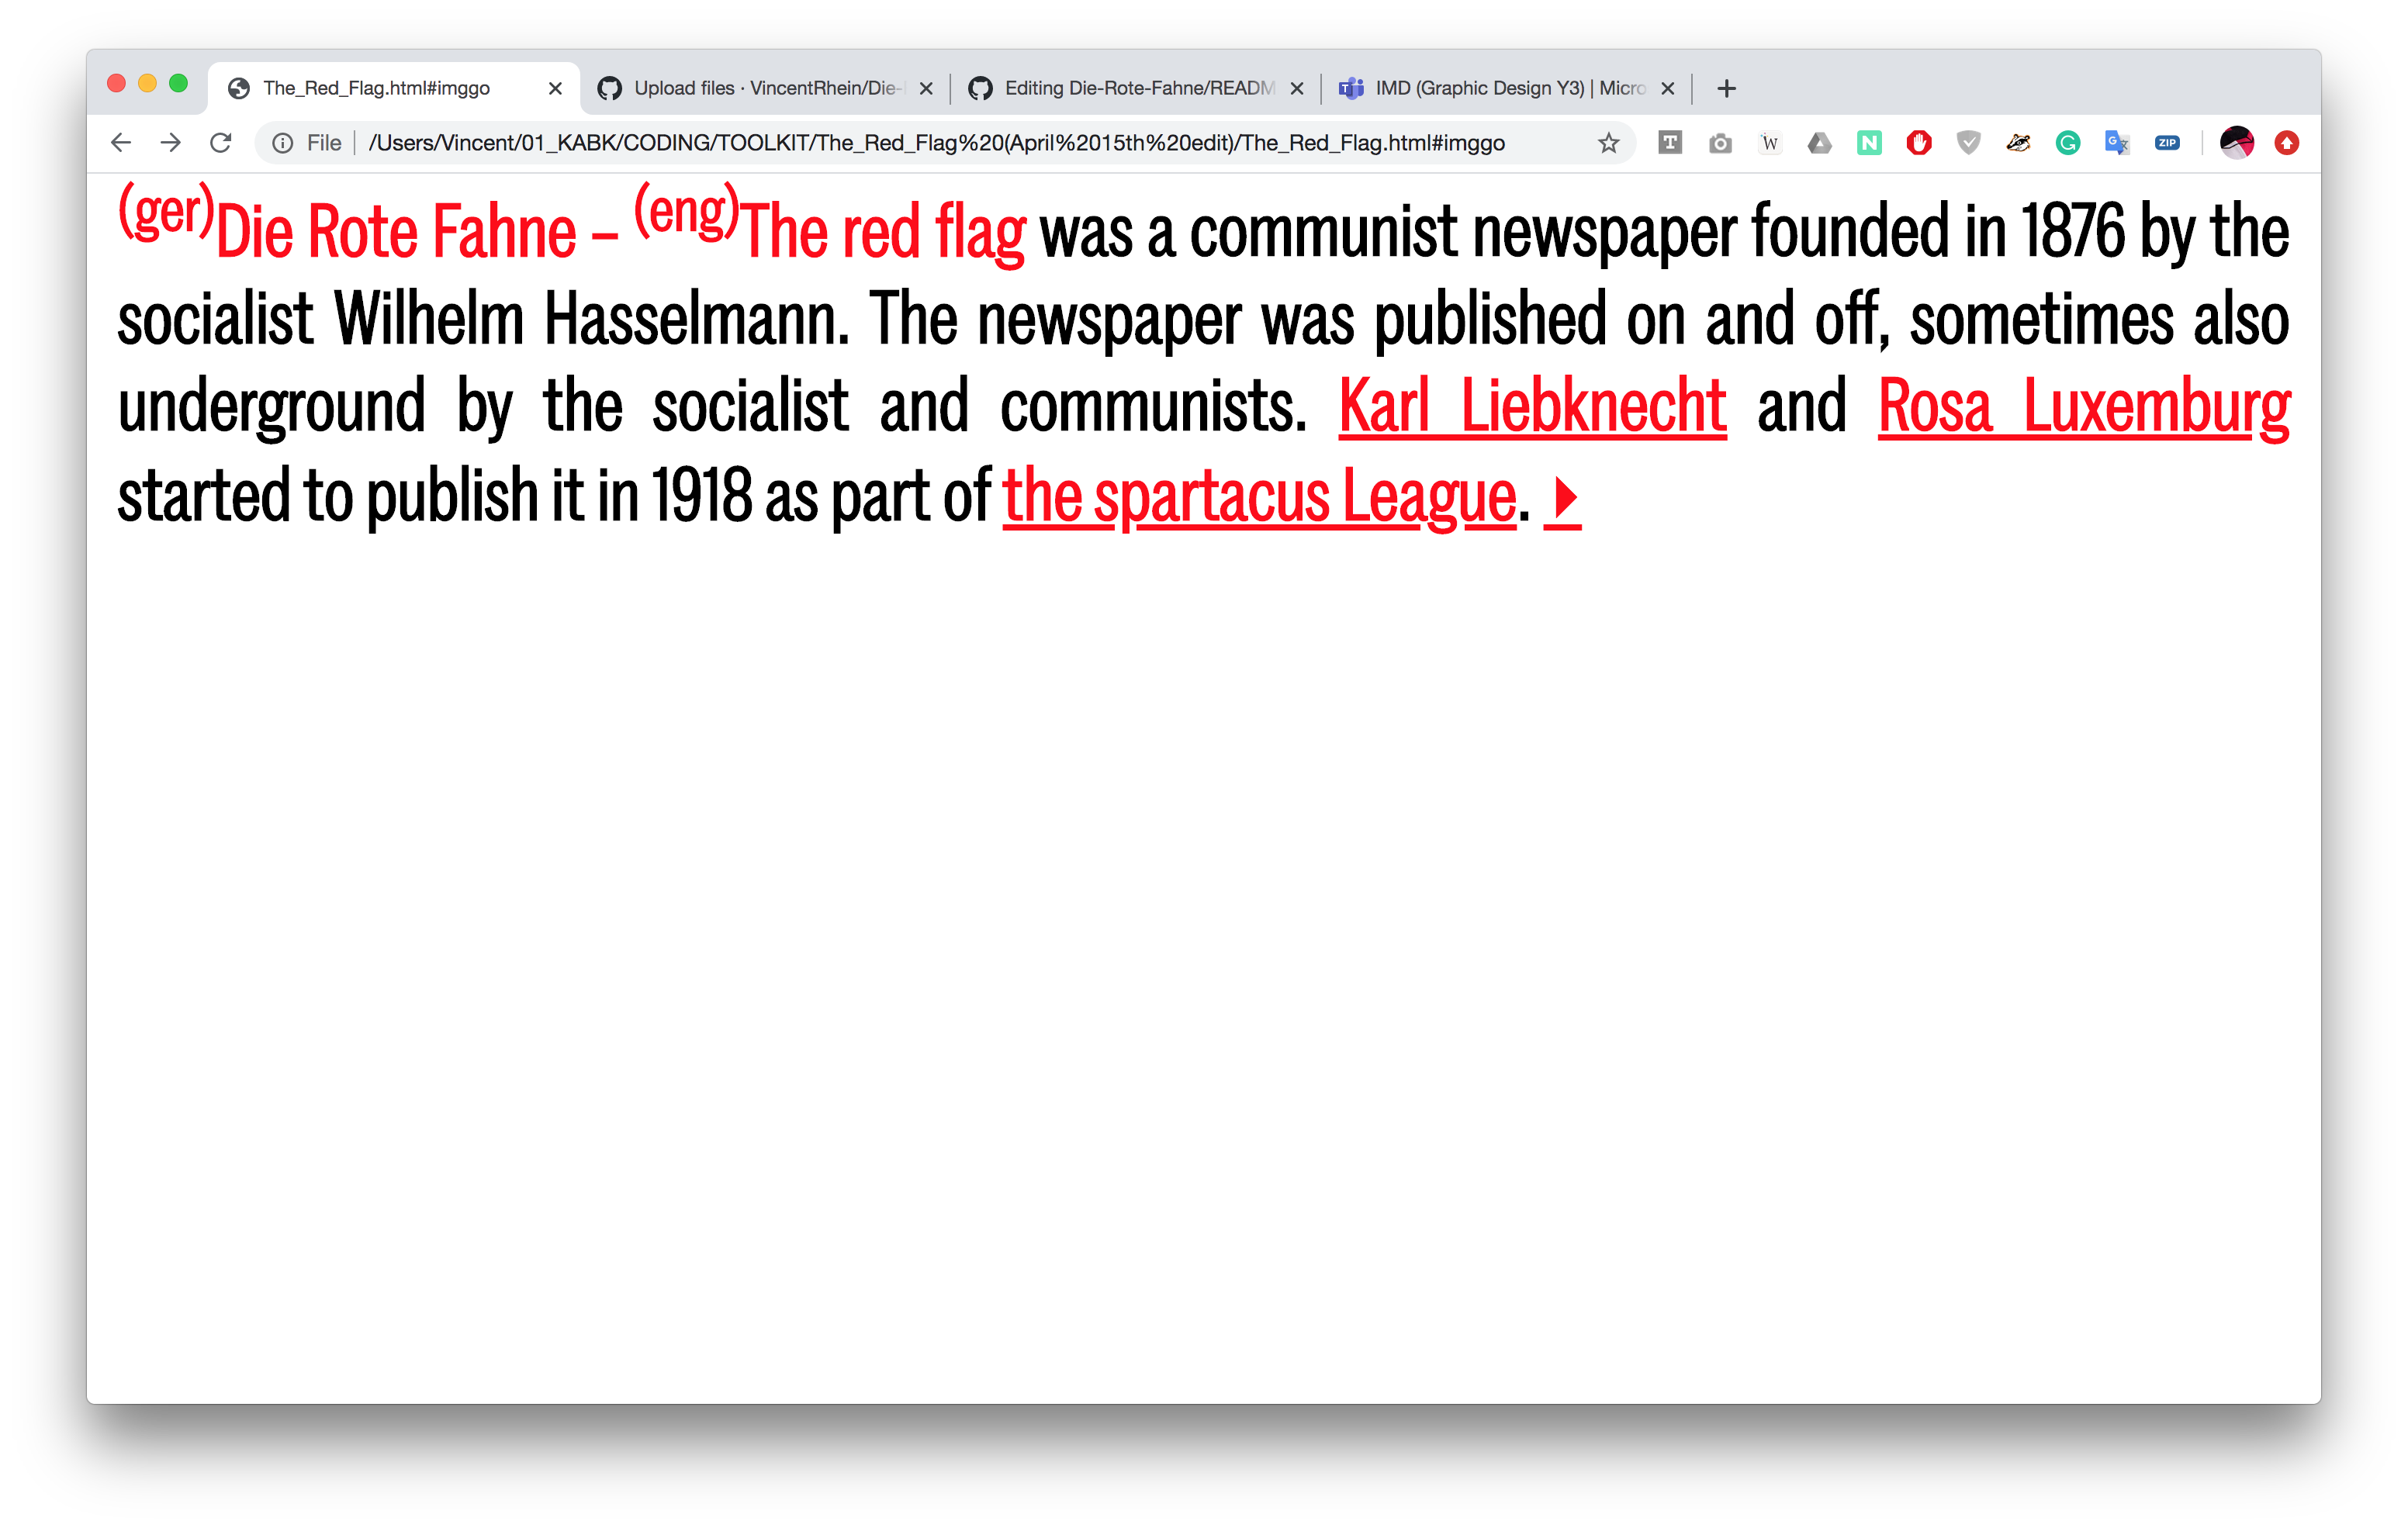 The_Red_Flag.html#imggo
Upload files · VincentRhein/Die-
Editing Die-Rote-Fahne/READM
IMD (Graphic Design Y3) | Micro
File
/Users/Vincent/01_KABK/CODING/TOOLKIT/The_Red_Flag%20(April%2015th%20edit)/The_Red_Flag.html#imggo
T W N G G ZIP
(ger)Die Rote Fahne – (eng)The red flag was a communist newspaper founded in 1876 by the
socialist Wilhelm Hasselmann. The newspaper was published on and off, sometimes also
underground by the socialist and communists. Karl Liebknecht and Rosa Luxemburg
started to publish it in 1918 as part of the spartacus League. ▶